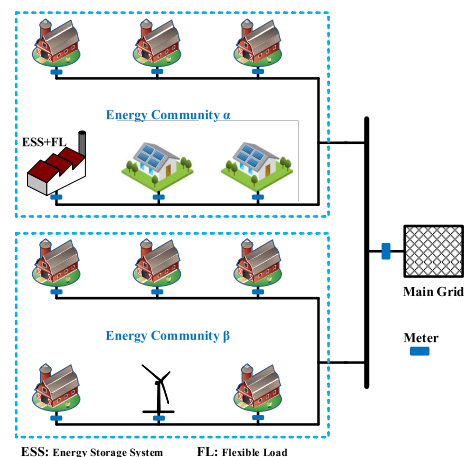 Energy Community α
ESS+FL
Energy Community β
Main Grid
Meter
ESS: Energy Storage System FL: Flexible Load